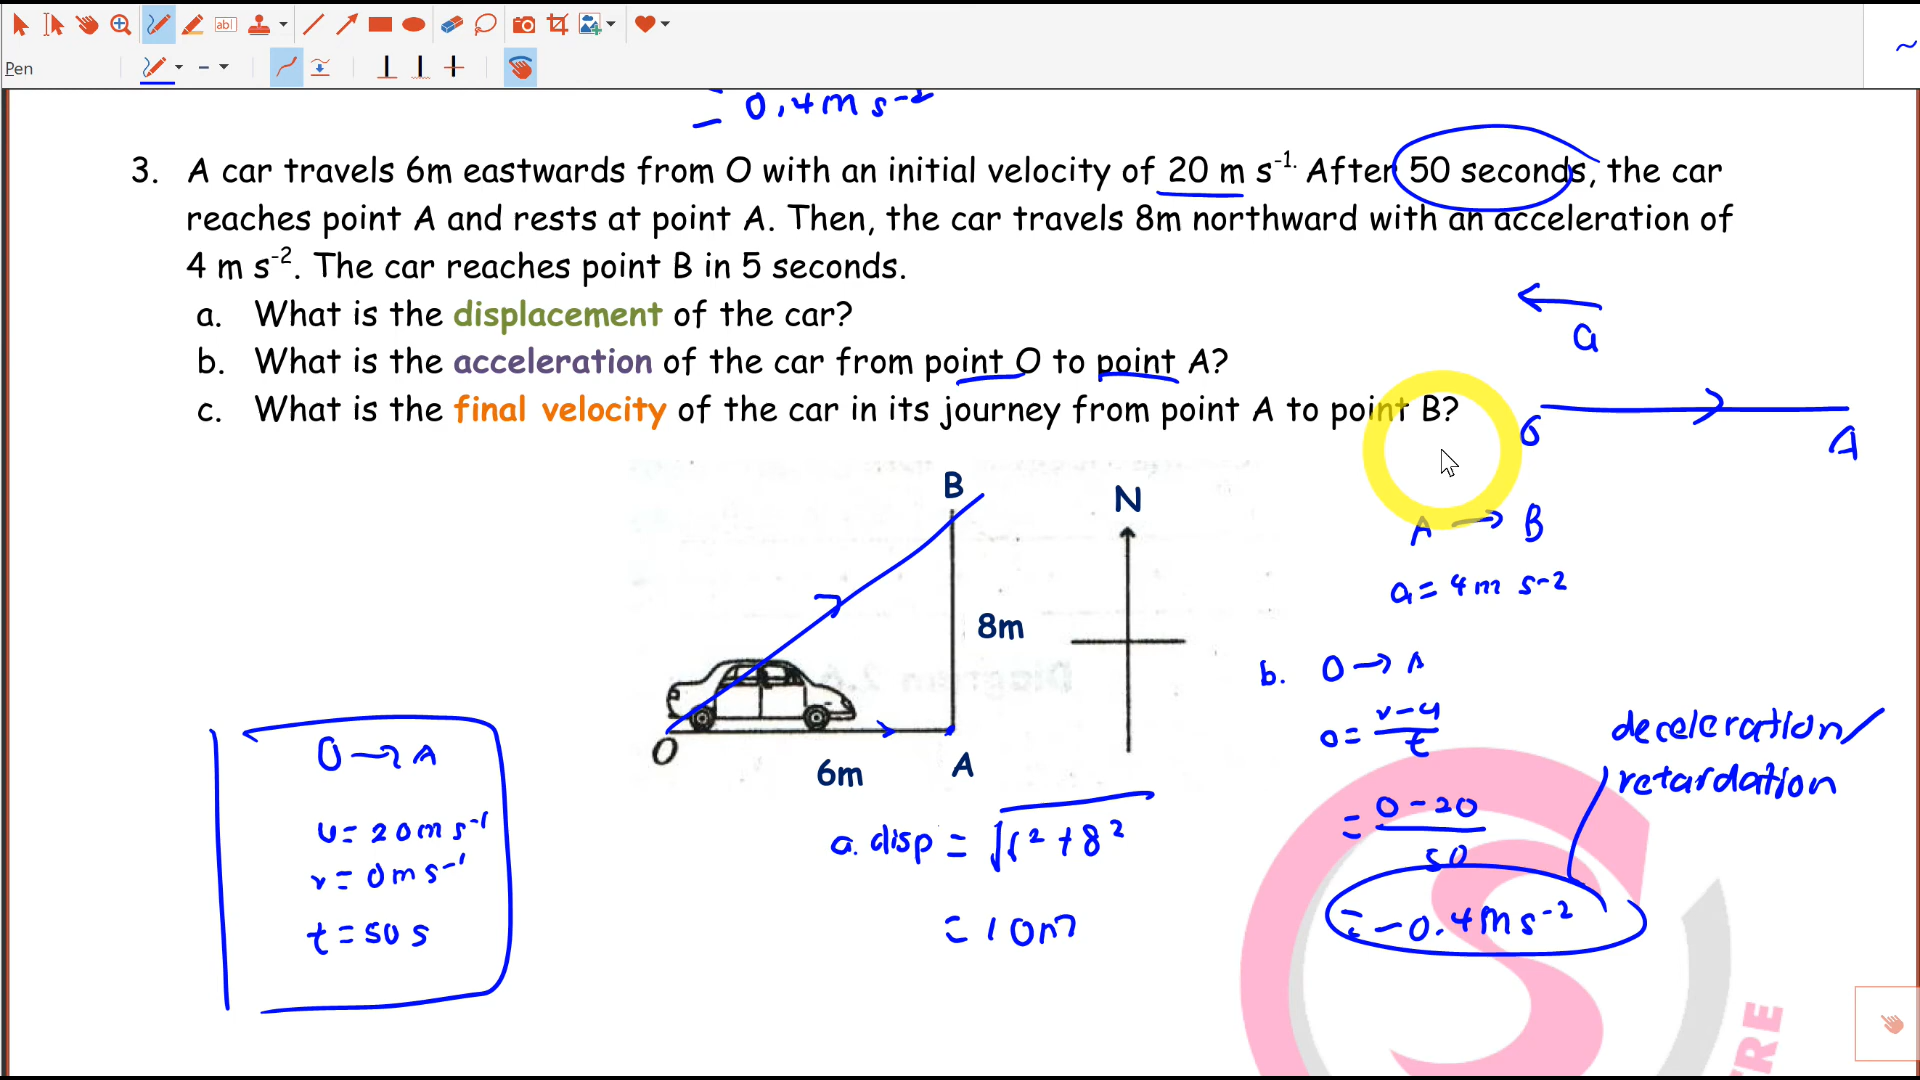 Pen
= 0.4 m s-2
3. A car travels 6m eastwards from O with an initial velocity of 20 m s-1. After 50 seconds, the car
reaches point A and rests at point A. Then, the car travels 8m northward with an acceleration of
4 m s-2. The car reaches point B in 5 seconds.
a. What is the displacement of the car?
b. What is the acceleration of the car from point O to point A?
c. What is the final velocity of the car in its journey from point A to point B?
a
O A
B
N
A → B
a = 4 m s-2
8m
O
6m
A
b. O → A
a = v-u / t
= 0 - 20 / 50
= -0.4 m s-2
deceleration/
retardation
O → A
u = 20 m s-1
v = 0 m s-1
t = 50 s
a. disp = √6² + 8²
= 10m
S
TRE